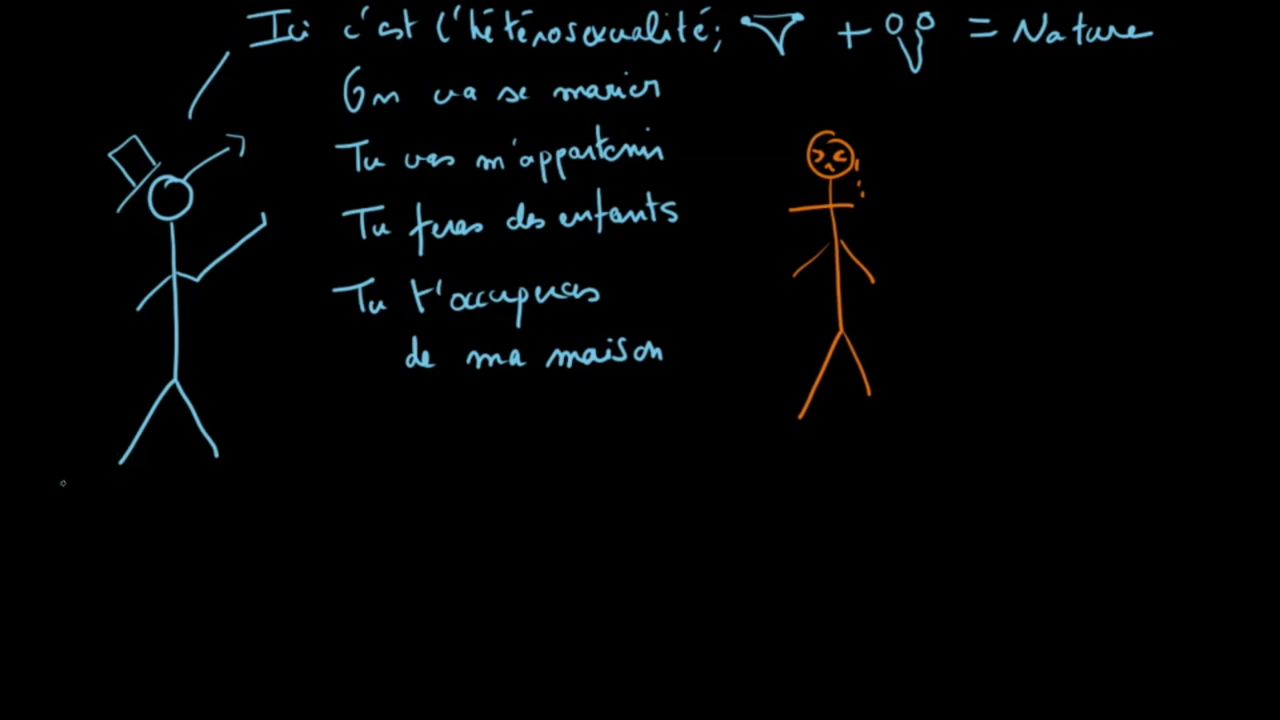 Ici c'est l'hétérosexualité; + = Nature
On va se marier
Tu vas m'appartenir
Tu feras des enfants
Tu t'occuperas
de ma maison